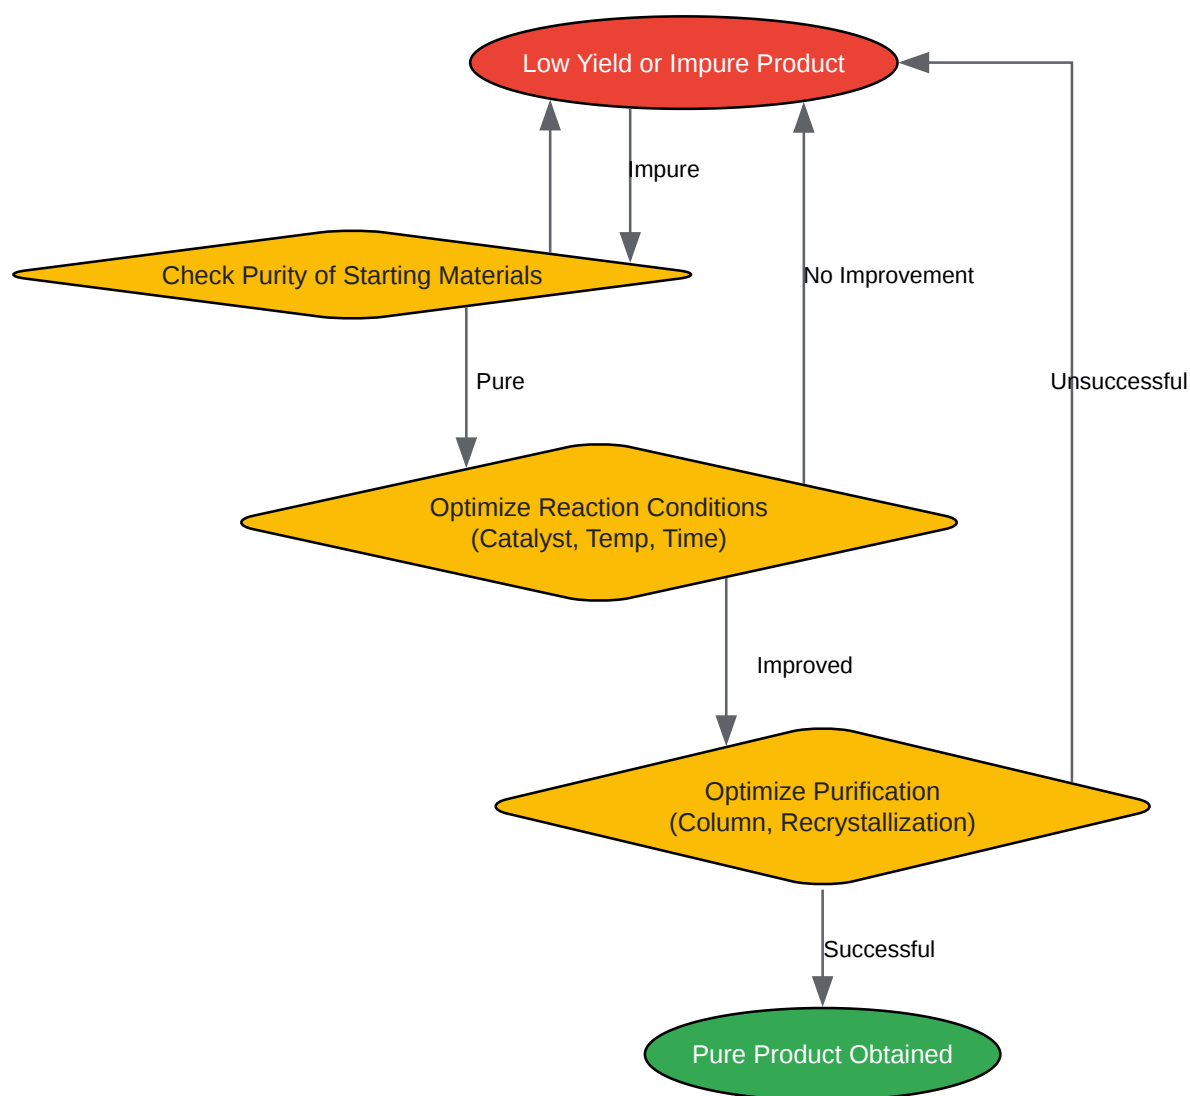 Low Yield or Impure Product
Impure
Check Purity of Starting Materials
No Improvement
Pure
Unsuccessful
Optimize Reaction Conditions
(Catalyst, Temp, Time)
Improved
Optimize Purification
(Column, Recrystallization)
Successful
Pure Product Obtained